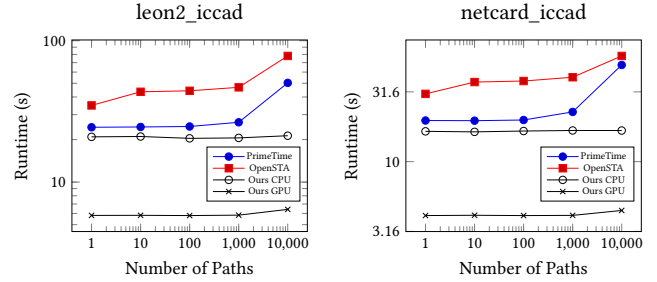 leon2_iccad
100
10
Runtime (s)
PrimeTime
OpenSTA
Ours CPU
Ours GPU
1 10 100 1,000 10,000
Number of Paths
netcard_iccad
31.6
10
3.16
Runtime (s)
PrimeTime
OpenSTA
Ours CPU
Ours GPU
1 10 100 1,000 10,000
Number of Paths